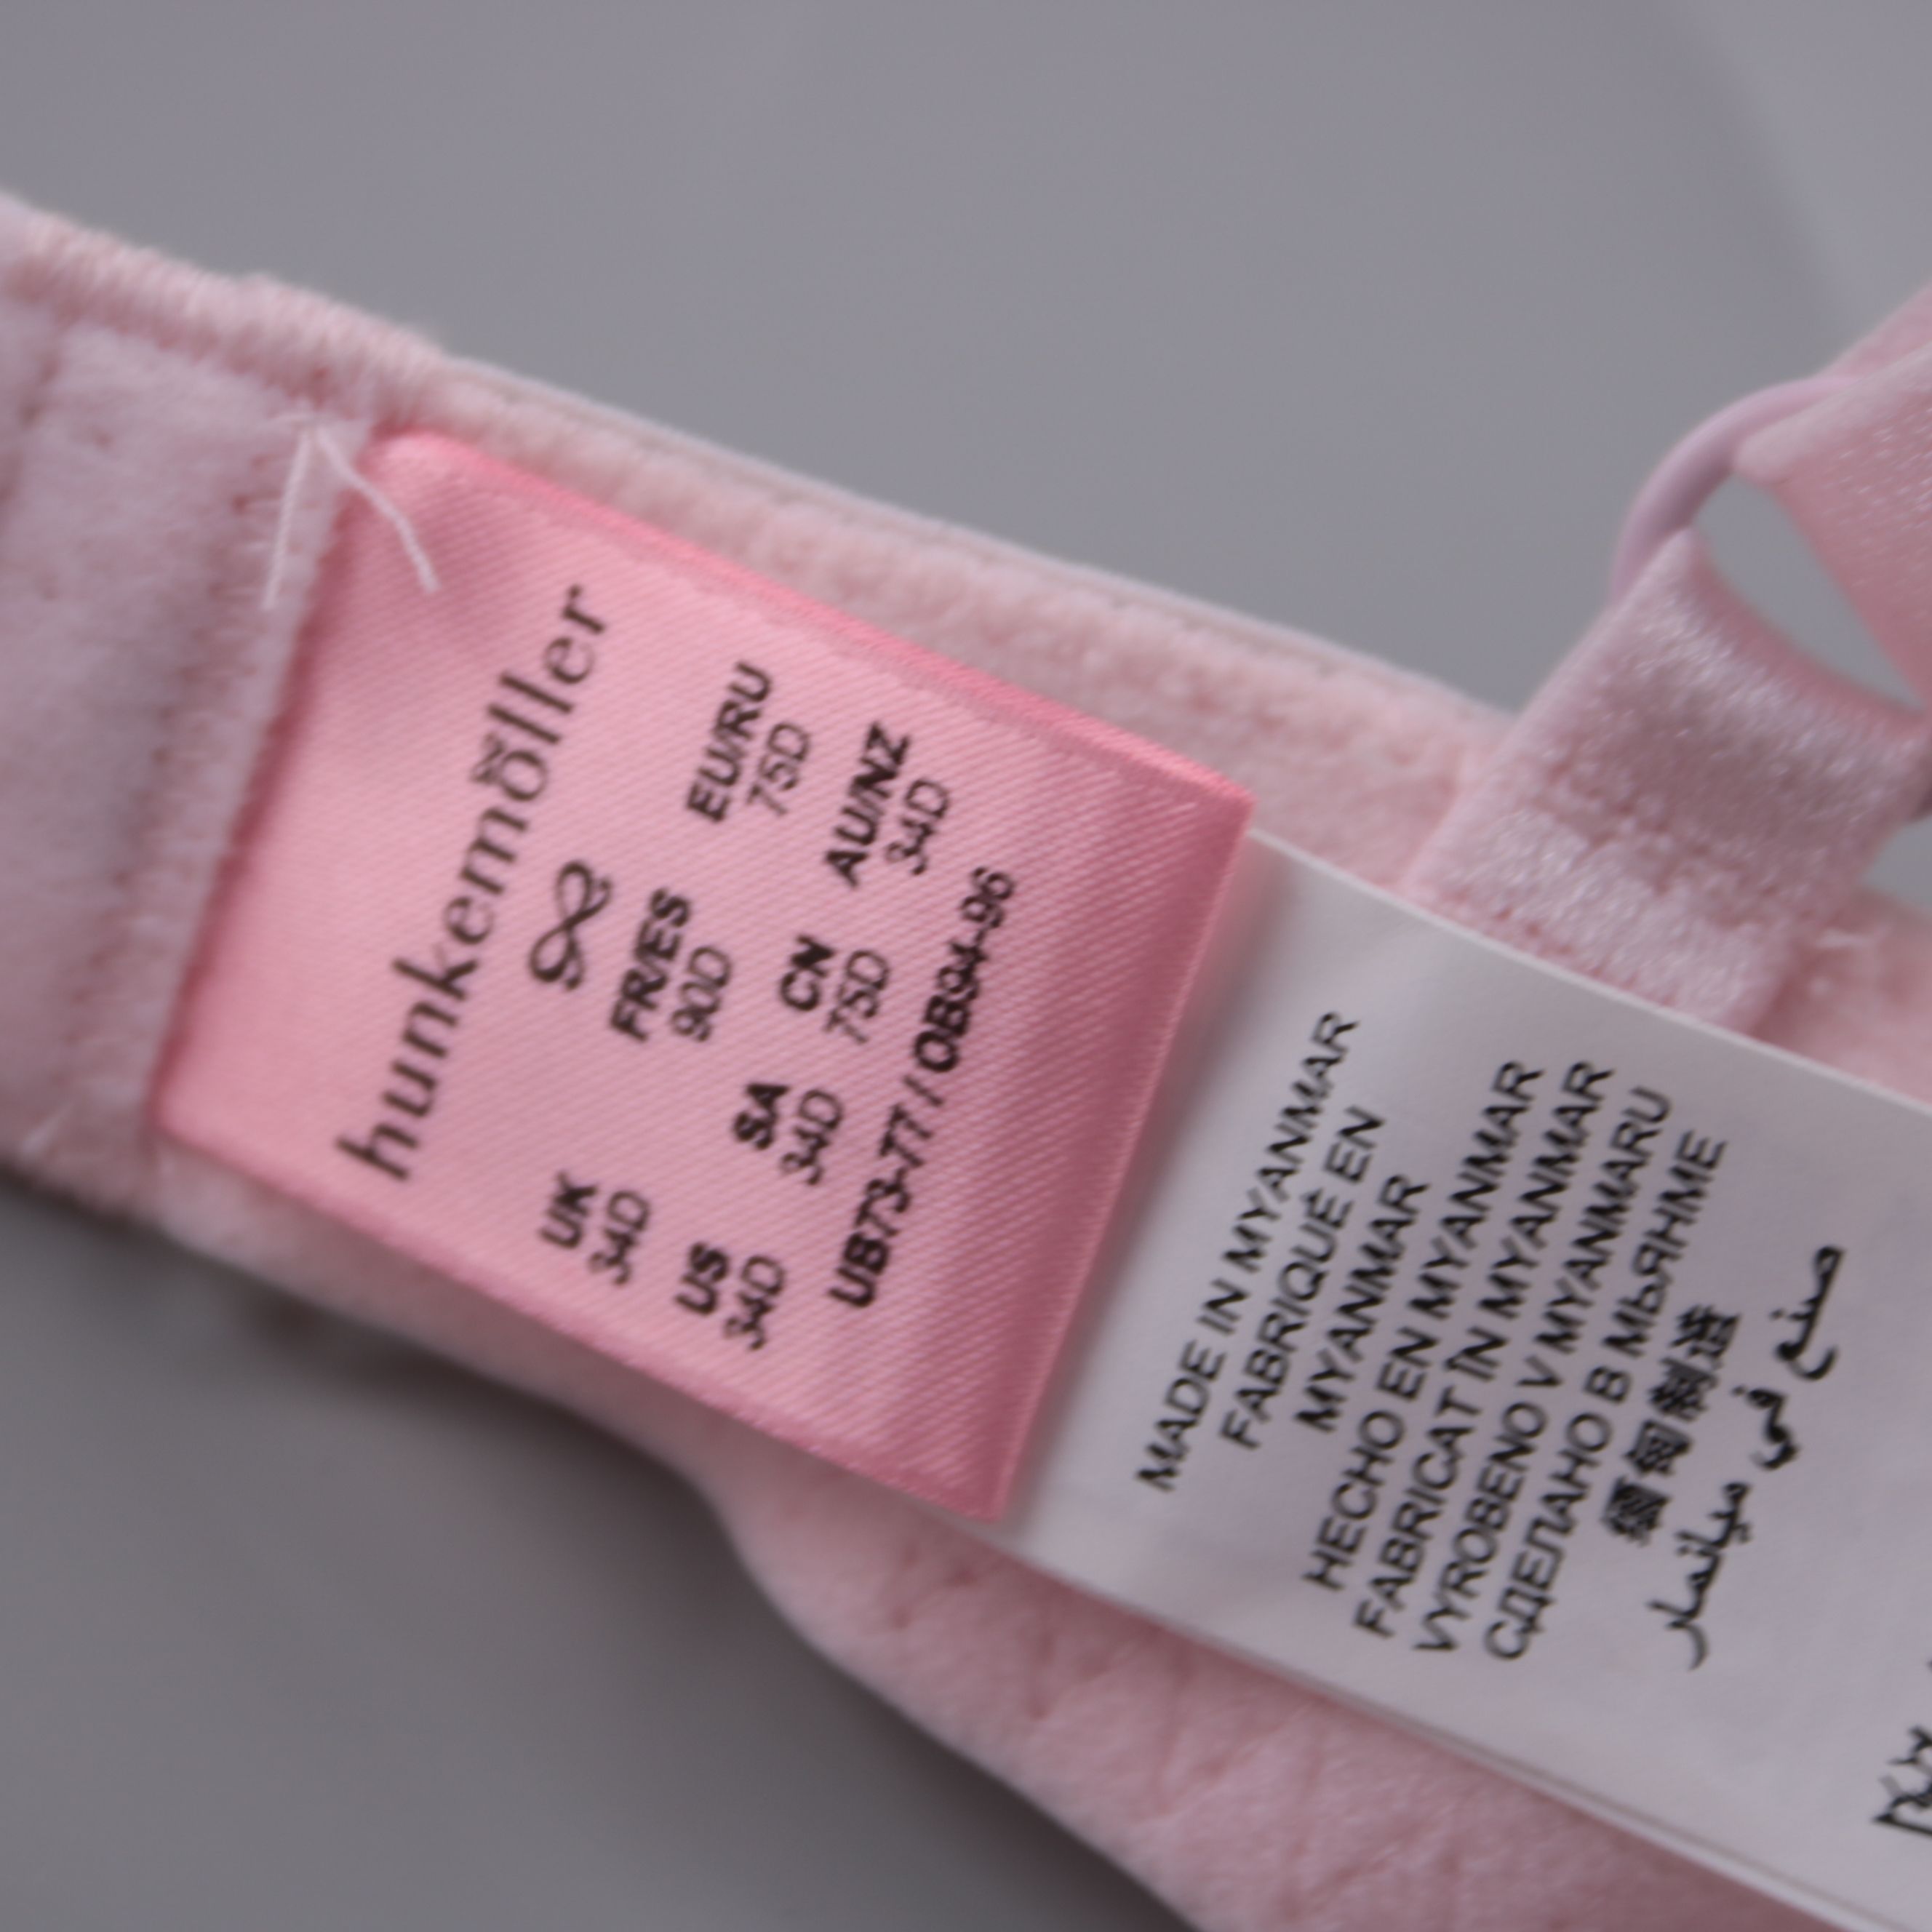 hunkemöller
UK FR/ES EU/RU
34D 90D 75D
US SA CN AU/NZ
34D 34D 75D 34D
UB73-77 / OB94-96
MADE IN MYANMAR
FABRIQUÉ EN
MYANMAR
HECHO EN MYANMAR
FABRICAT ÎN MYANMAR
VYROBENO V MYANMARU
СДЕЛАНО В МЬЯНМЕ
缅甸制造
صنع في ميانمار